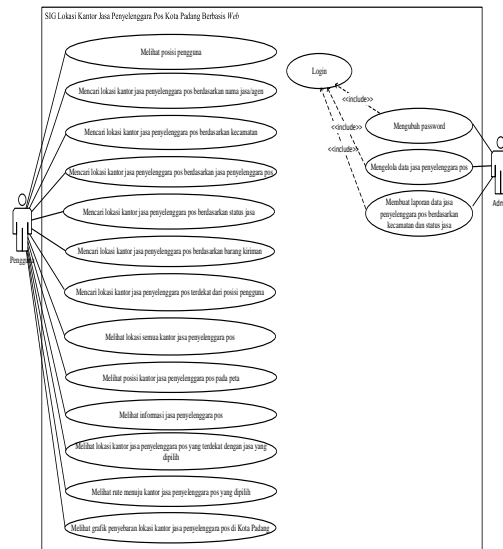 SIG Lokasi Kantor Jasa Penyelenggara Pos Kota Padang Berbasis Web
Melihat posisi pengguna
Mencari lokasi kantor jasa penyelenggara pos berdasarkan nama jasa/agen
Mencari lokasi kantor jasa penyelenggara pos berdasarkan kecamatan
Mencari lokasi kantor jasa penyelenggara pos berdasarkan jasa penyelenggara pos
Mencari lokasi kantor jasa penyelenggara pos berdasarkan status jasa
Mencari lokasi kantor jasa penyelenggara pos berdasarkan barang kiriman
Mencari lokasi kantor jasa penyelenggara pos terdekat dari posisi pengguna
Melihat lokasi semua kantor jasa penyelenggara pos
Melihat posisi kantor jasa penyelenggara pos pada peta
Melihat informasi jasa penyelenggara pos
Melihat lokasi kantor jasa penyelenggara pos yang terdekat dengan jasa yang
dipilih
Melihat rute menuju kantor jasa penyelenggara pos yang dipilih
Melihat grafik penyebaran lokasi kantor jasa penyelenggara pos di Kota Padang
Pengguna
Login
<<include>>
<<include>>
<<include>>
Mengubah password
Mengelola data jasa penyelenggara pos
Membuat laporan data jasa
penyelenggara pos berdasarkan
kecamatan dan status jasa